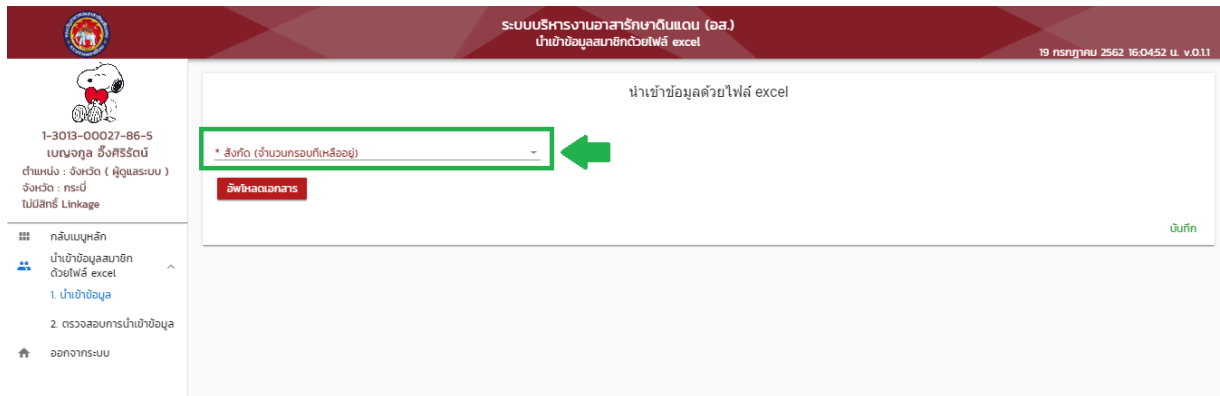 ระบบบริหารงานอาสารักษาดินแดน (อส.)
นำเข้าข้อมูลสมาชิกด้วยไฟล์ excel
19 กรกฎาคม 2562 16:04:52 น. v.0.1.1
1-3013-00027-86-5
เบญจกูล อึ๊งศิริรัตน์
ตำแหน่ง : จังหวัด ( ผู้ดูแลระบบ )
จังหวัด : กระบี่
ไม่มีสิทธิ์ Linkage
กลับเมนูหลัก
นำเข้าข้อมูลสมาชิก
ด้วยไฟล์ excel
1. นำเข้าข้อมูล
2. ตรวจสอบการนำเข้าข้อมูล
ออกจากระบบ
นำเข้าข้อมูลด้วยไฟล์ excel
* สังกัด (จำนวนกรอบที่เหลืออยู่)
อัพโหลดเอกสาร
บันทึก